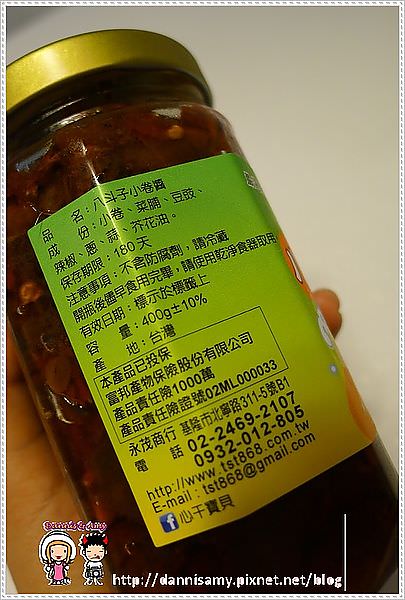 品　名：八斗子小卷醬
成　份：小卷、菜脯、豆豉、
辣椒、蔥、蒜、芥花油。
保存期限：180天
注意事項：不含防腐劑，請冷藏
開瓶後儘早食用完畢，請使用乾淨食器取用
有效日期：標示於標籤上
容　量：400g±10%
產　地：台灣
本產品已投保
富邦產物保險股份有限公司
產品責任險1000萬
產品責任險證號02ML000033
永茂商行 基隆市北寧路311-5號B1
電　話 02-2469-2107
0932-012-805
http://www.tst868.com.tw
E-mail：tst868@gmail.com
心干寶貝
Dannis & Amy
http://dannisamy.pixnet.net/blog